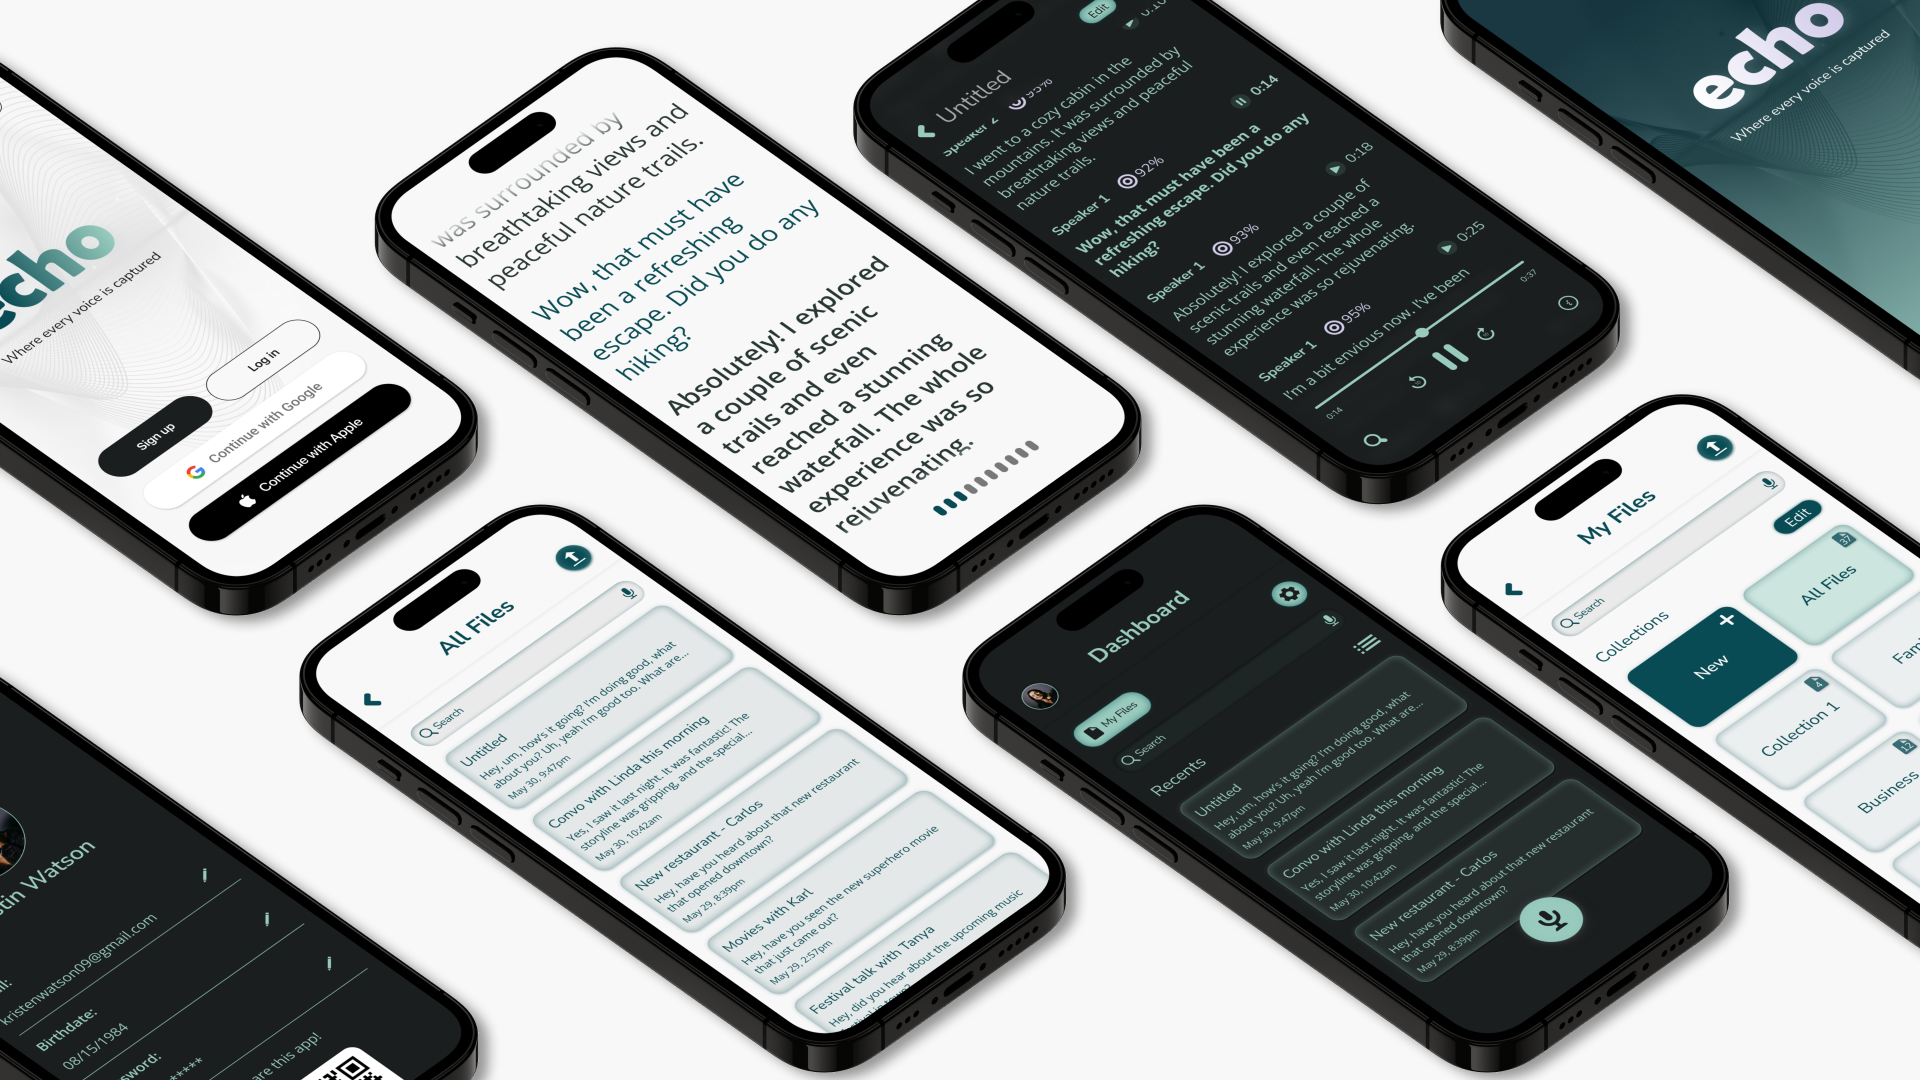 echo
Where every voice is captured
Log in
Sign up
Continue with Google
Continue with Apple
was surrounded by
breathtaking views and
peaceful nature trails.
Wow, that must have
been a refreshing
escape. Did you do any
hiking?
Absolutely! I explored
a couple of scenic
trails and even
reached a stunning
waterfall. The whole
experience was so
rejuvenating.
Edit
Untitled
Speaker 2
95%
0:10
I went to a cozy cabin in the
mountains. It was surrounded by
breathtaking views and peaceful
nature trails.
Speaker 1
92%
0:14
Wow, that must have been a
refreshing escape. Did you do any
hiking?
Speaker 1
93%
0:18
Absolutely! I explored a couple of
scenic trails and even reached a
stunning waterfall. The whole
experience was so rejuvenating.
Speaker 1
95%
0:25
I'm a bit envious now. I've been
0:14
0:37
echo
Where every voice is captured
tin Watson
kristenwatson09@gmail.com
Birthdate:
08/15/1984
sword:
*****
are this app!
All Files
Search
Untitled
Hey, um, how's it going? I'm doing good, what
about you? Uh, yeah I'm good too. What are...
May 30, 9:47pm
Convo with Linda this morning
Yes, I saw it last night. It was fantastic! The
storyline was gripping, and the special...
May 30, 10:42am
New restaurant - Carlos
Hey, have you heard about that new restaurant
that opened downtown?
May 29, 8:39pm
Movies with Karl
Hey, have you seen the new superhero movie
that just came out?
May 29, 2:57pm
Festival talk with Tanya
Hey, did you hear about the upcoming music
Dashboard
My Files
Search
Recents
Untitled
Hey, um, how's it going? I'm doing good, what
about you? Uh, yeah I'm good too. What are...
May 30, 9:47pm
Convo with Linda this morning
Yes, I saw it last night. It was fantastic! The
storyline was gripping, and the special...
May 30, 10:42am
New restaurant - Carlos
Hey, have you heard about that new restaurant
that opened downtown?
May 29, 8:39pm
My Files
Search
Edit
Collections
New
All Files
37
Collection 1
4
Fam
Business
12